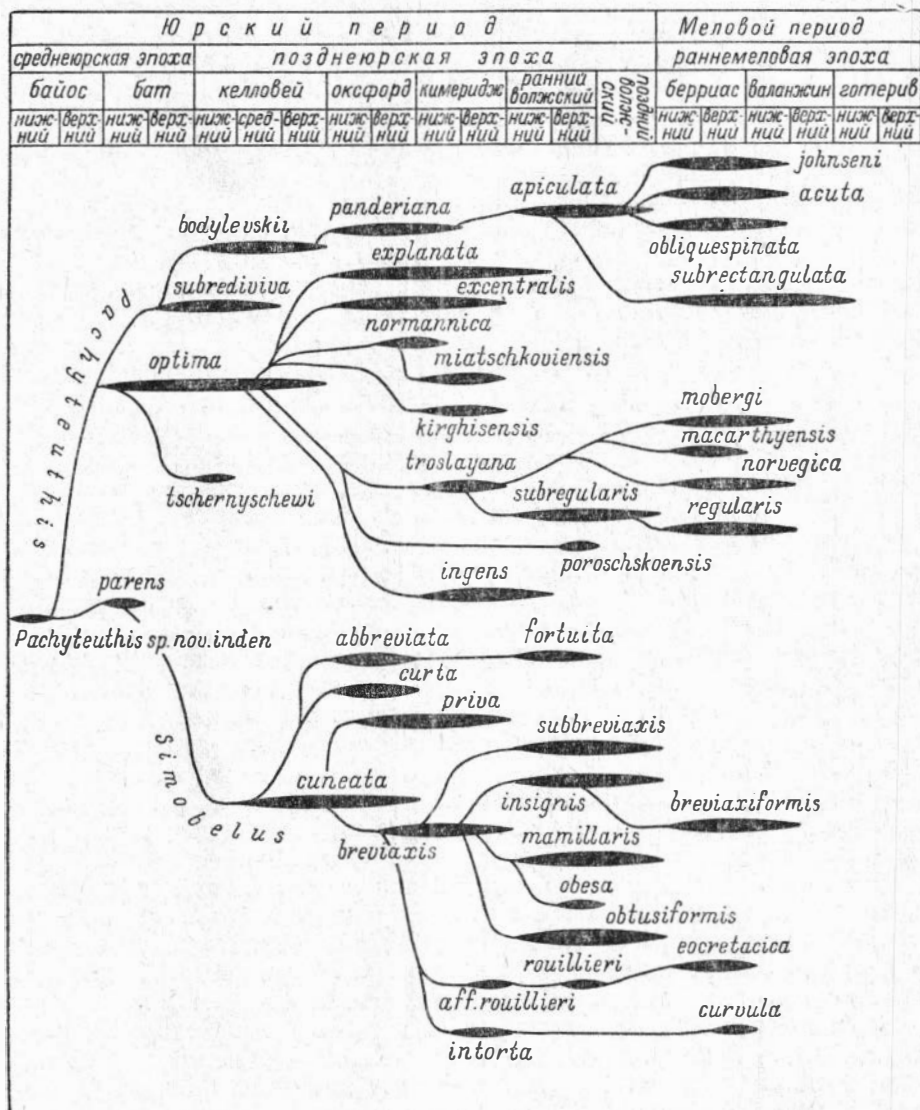 Юрский период Меловой период
среднеюрская эпоха позднеюрская эпоха раннемеловая эпоха
байос бат келловей оксфорд кимеридж ранний волжский поздний волж-ский берриас валанжин готерив
ниж-ний верх-ний ниж-ний верх-ний ниж-ний сред-ний верх-ний ниж-ний верх-ний ниж-ний верх-ний ниж-ний верх-ний ниж-ний верх-ний ниж-ний верх-ний ниж-ний верх-ний
johnseni
apiculata
acuta
panderiana
bodylevskii
obliquespinata
explanata
subrectangulata
subrediviva
excentralis
normannica
optima
miatschkoviensis
mobergi
kirghisensis
macarthyensis
troslayana
norvegica
tschernyschewi
subregularis
regularis
poroschskoensis
ingens
Pachyteuthis
parens
Pachyteuthis sp.nov.inden
abbreviata
fortuita
curta
priva
subbreviaxis
Simobelus
cuneata
insignis
breviaxiformis
mamillaris
breviaxis
obesa
obtusiformis
eocretacica
rouillieri
aff.rouillieri
curvula
intorta